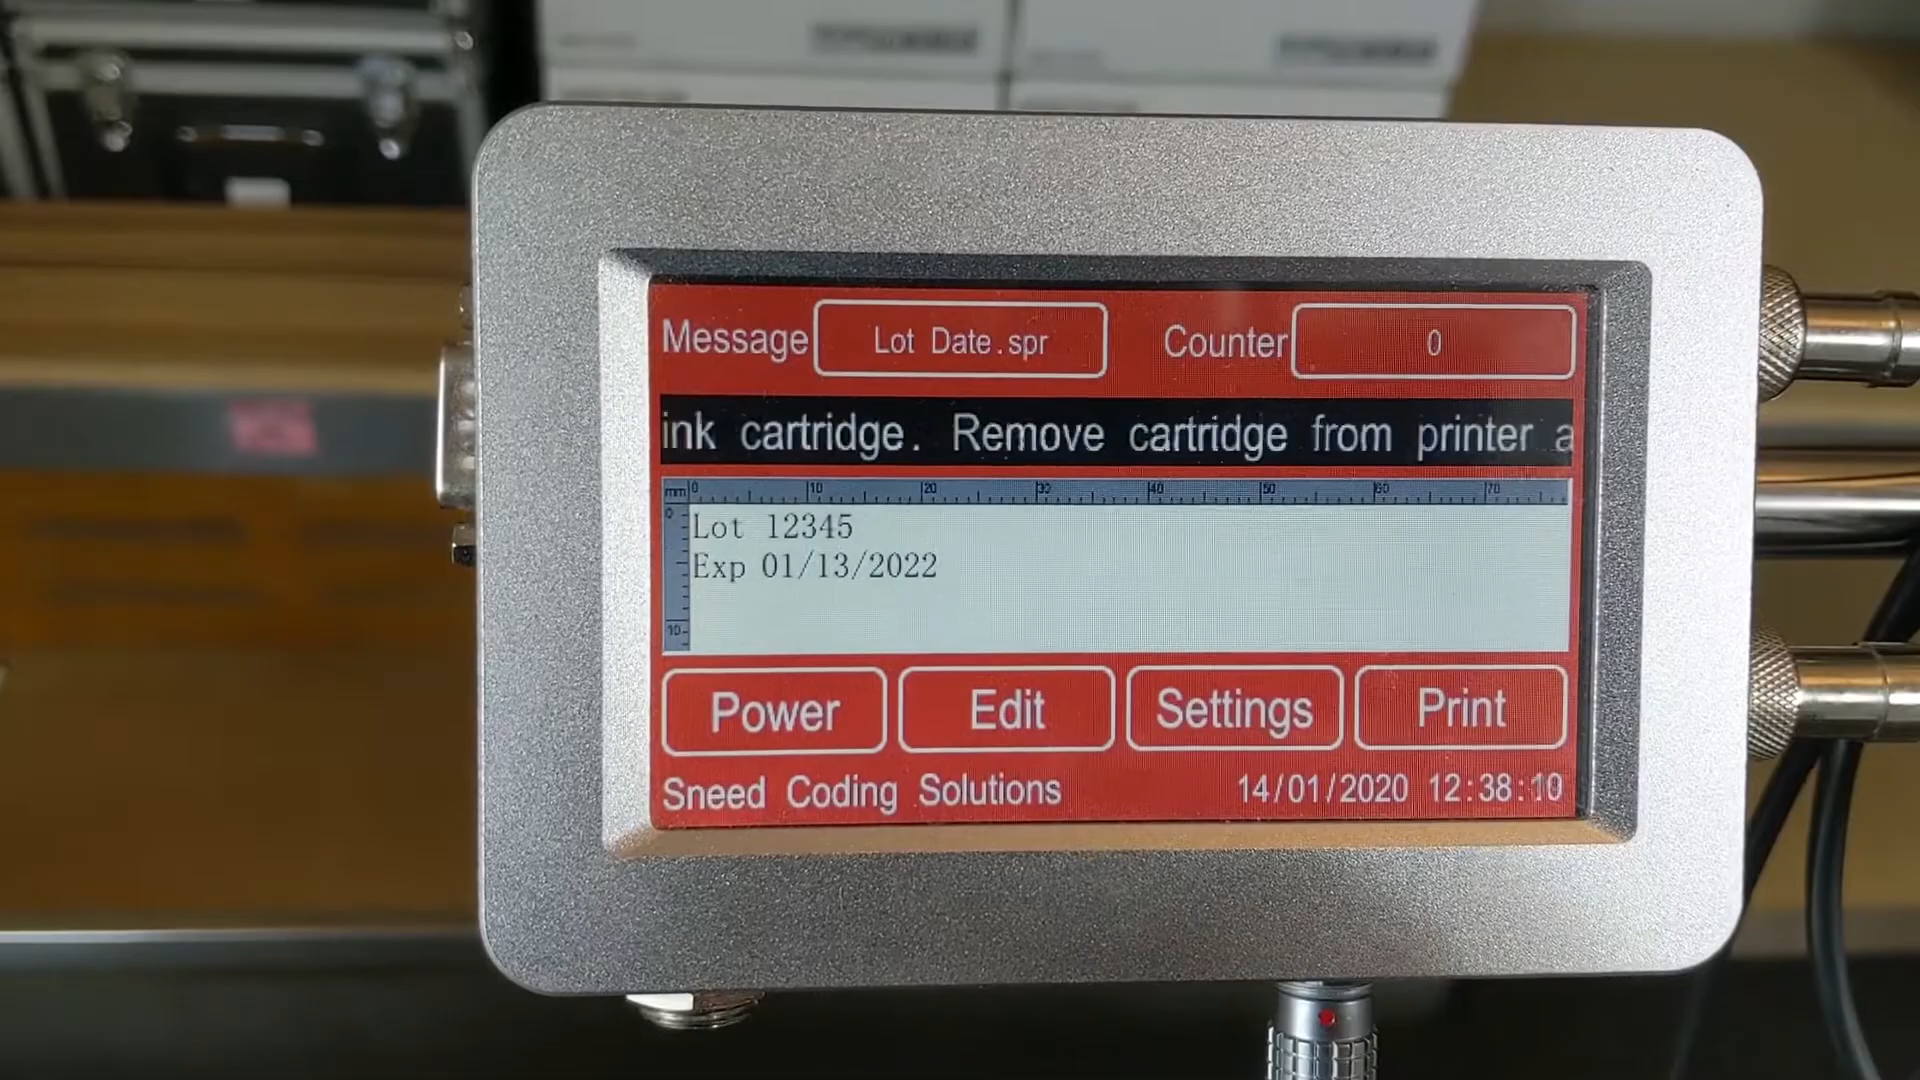 Message Lot Date.spr Counter 0
ink cartridge. Remove cartridge from printer a
mm 0 10 20 30 40 50 60 70
0
Lot 12345
Exp 01/13/2022
10
Power Edit Settings Print
Sneed Coding Solutions 14/01/2020 12:38:10